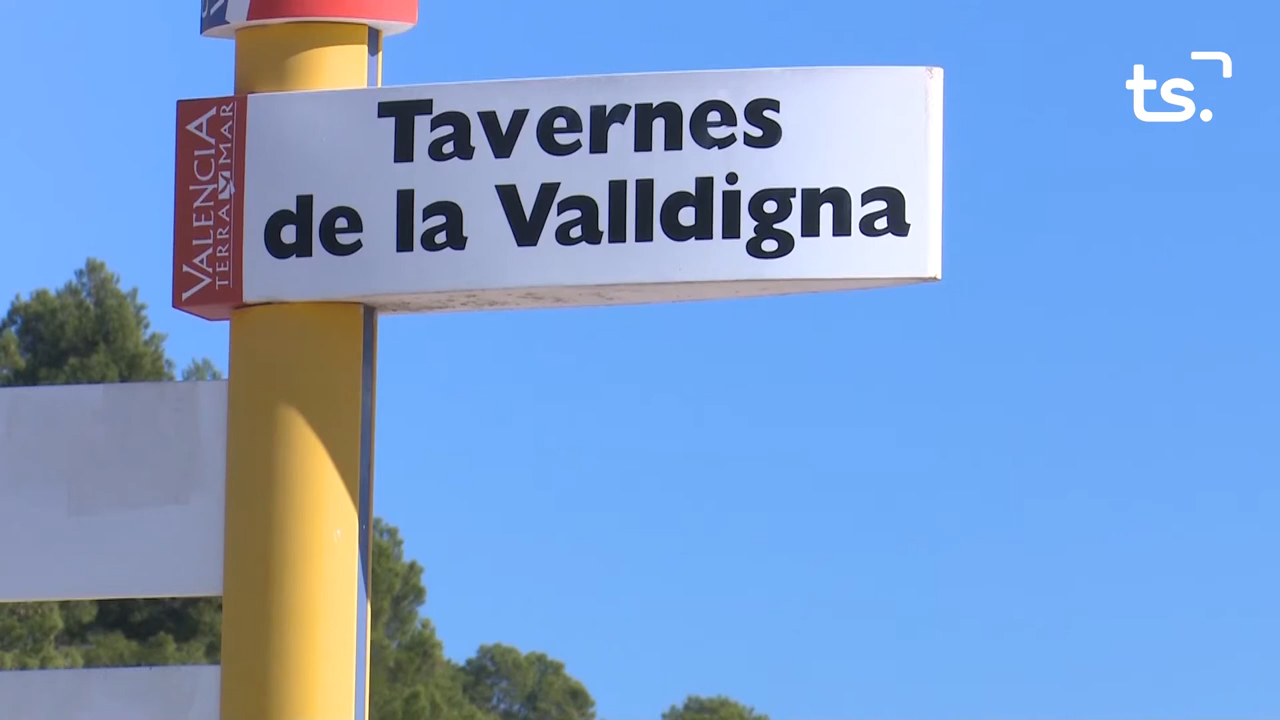 Tavernes
de la Valldigna
VALENCIA
TERRA Y MAR
ts.